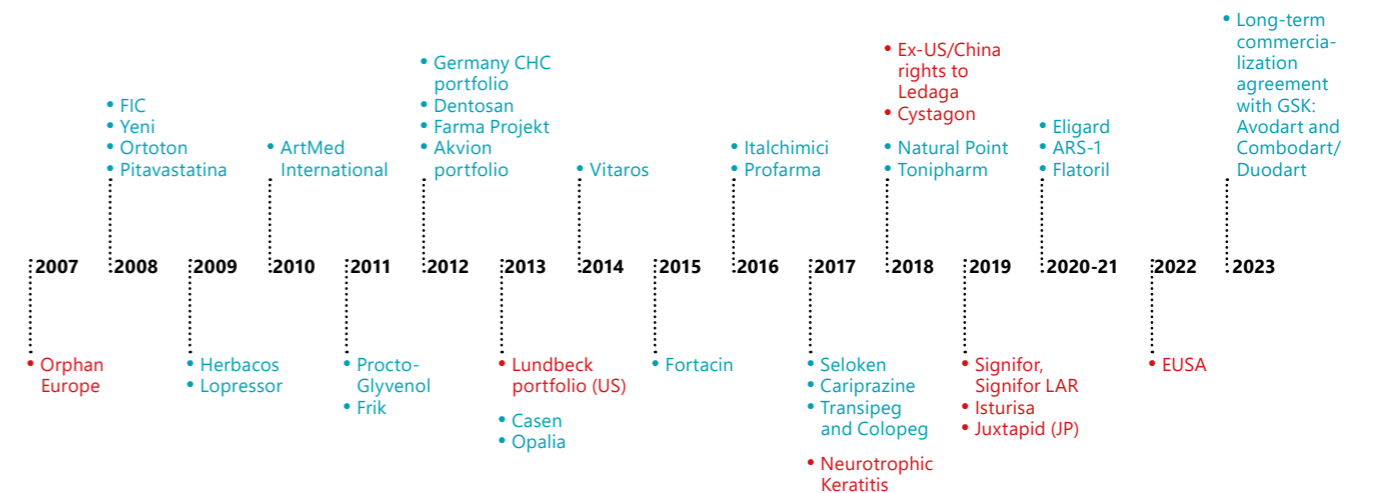 • Long-term
commercia-
lization
agreement
with GSK:
Avodart and
Combodart/
Duodart
• Ex-US/China
rights to
Ledaga
• Cystagon
• Natural Point
• Tonipharm
• Germany CHC
portfolio
• Dentosan
• Farma Projekt
• Akvion
portfolio
• FIC
• Yeni
• Ortoton
• Pitavastatina
• ArtMed
International
• Vitaros
• Italchimici
• Profarma
• Eligard
• ARS-1
• Flatoril
2007 2008 2009 2010 2011 2012 2013 2014 2015 2016 2017 2018 2019 2020-21 2022 2023
• Orphan
Europe
• Herbacos
• Lopressor
• Procto-
Glyvenol
• Frik
• Lundbeck
portfolio (US)
• Casen
• Opalia
• Fortacin
• Seloken
• Cariprazine
• Transipeg
and Colopeg
• Neurotrophic
Keratitis
• Signifor,
Signifor LAR
• Isturisa
• Juxtapid (JP)
• EUSA